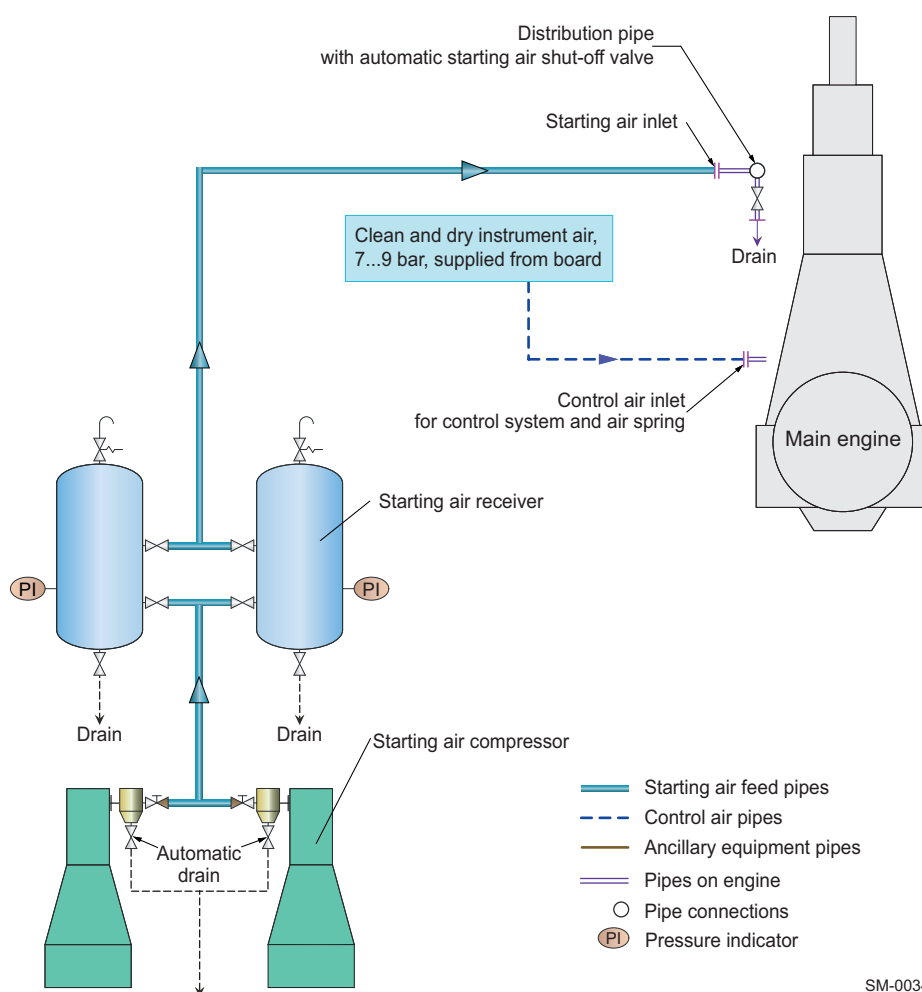 Distribution pipe
with automatic starting air shut-off valve
Starting air inlet
Clean and dry instrument air,
7...9 bar, supplied from board
Drain
Control air inlet
for control system and air spring
Main engine
Starting air receiver
PI
PI
Drain
Drain
Starting air compressor
Automatic
drain
Starting air feed pipes
Control air pipes
Ancillary equipment pipes
Pipes on engine
Pipe connections
PI
Pressure indicator